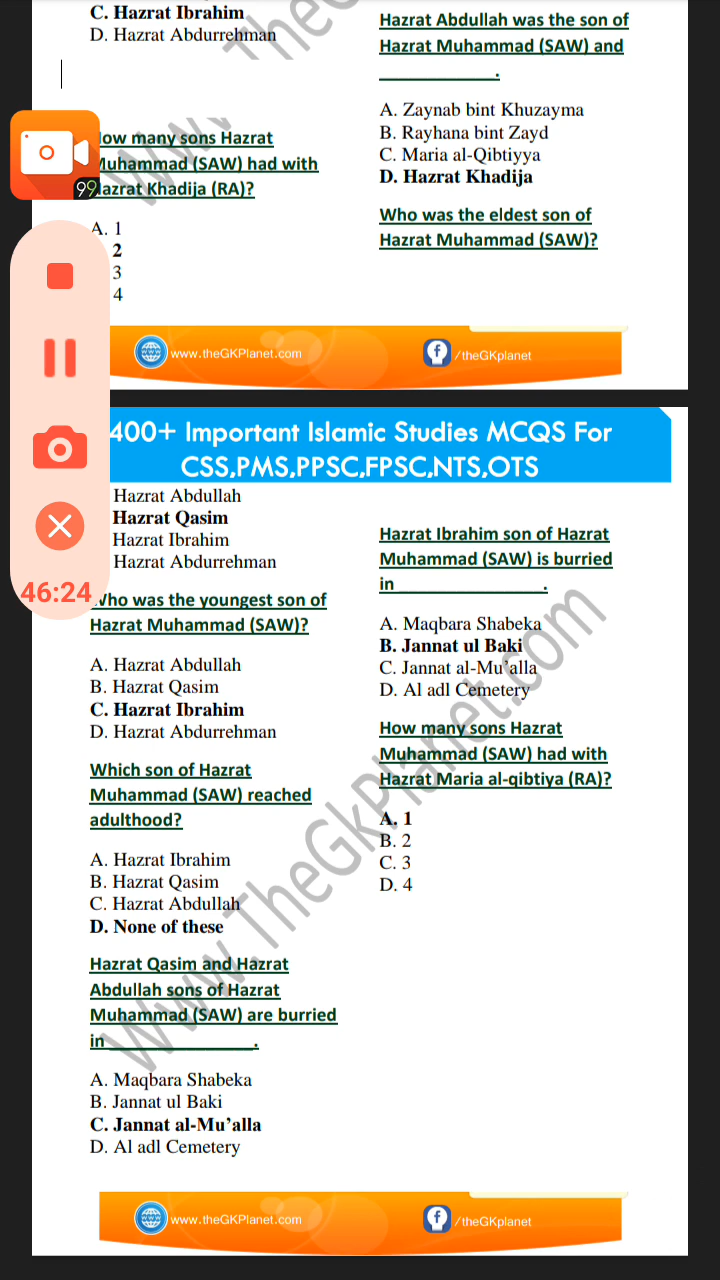 C. Hazrat Ibrahim
D. Hazrat Abdurrehman
How many sons Hazrat
Muhammad (SAW) had with
Hazrat Khadija (RA)?
A. 1
2
3
4
Hazrat Abdullah was the son of
Hazrat Muhammad (SAW) and
______________.
A. Zaynab bint Khuzayma
B. Rayhana bint Zayd
C. Maria al-Qibtiyya
D. Hazrat Khadija
Who was the eldest son of
Hazrat Muhammad (SAW)?
www.theGKPlanet.com
/theGKplanet
99
46:24
400+ Important Islamic Studies MCQS For
CSS,PMS,PPSC,FPSC,NTS,OTS
Hazrat Abdullah
Hazrat Qasim
Hazrat Ibrahim
Hazrat Abdurrehman
Who was the youngest son of
Hazrat Muhammad (SAW)?
A. Hazrat Abdullah
B. Hazrat Qasim
C. Hazrat Ibrahim
D. Hazrat Abdurrehman
Which son of Hazrat
Muhammad (SAW) reached
adulthood?
A. Hazrat Ibrahim
B. Hazrat Qasim
C. Hazrat Abdullah
D. None of these
Hazrat Qasim and Hazrat
Abdullah sons of Hazrat
Muhammad (SAW) are burried
in_________________.
A. Maqbara Shabeka
B. Jannat ul Baki
C. Jannat al-Mu’alla
D. Al adl Cemetery
Hazrat Ibrahim son of Hazrat
Muhammad (SAW) is burried
in_________________.
A. Maqbara Shabeka
B. Jannat ul Baki
C. Jannat al-Mu’alla
D. Al adl Cemetery
How many sons Hazrat
Muhammad (SAW) had with
Hazrat Maria al-qibtiya (RA)?
A. 1
B. 2
C. 3
D. 4
Www.TheGkPlanet.com
www.theGKPlanet.com
/theGKplanet